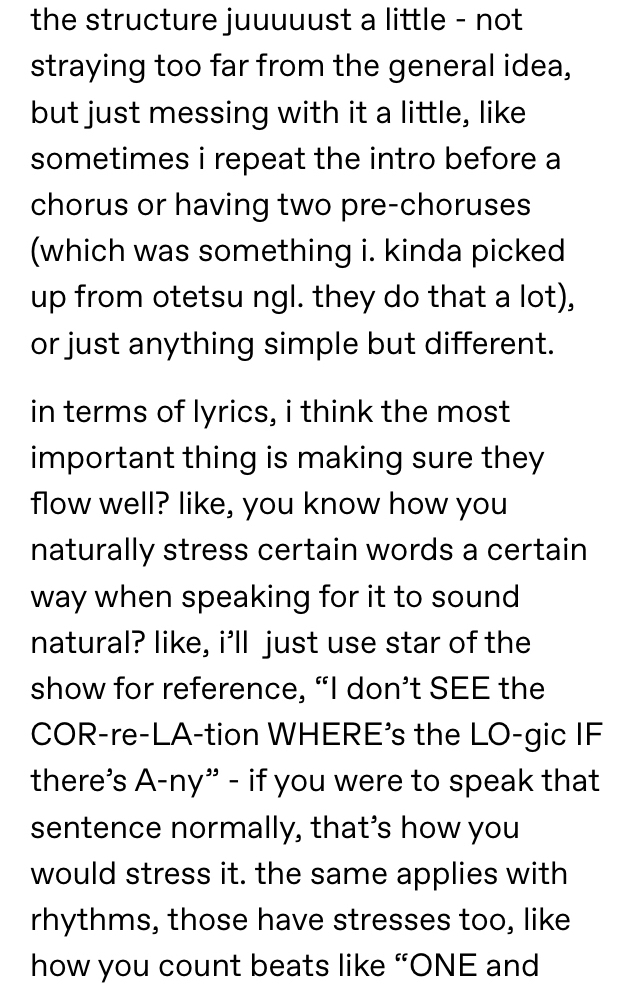 the structure juuuuust a little - not
straying too far from the general idea,
but just messing with it a little, like
sometimes i repeat the intro before a
chorus or having two pre-choruses
(which was something i. kinda picked
up from otetsu ngl. they do that a lot),
or just anything simple but different.
in terms of lyrics, i think the most
important thing is making sure they
flow well? like, you know how you
naturally stress certain words a certain
way when speaking for it to sound
natural? like, i’ll  just use star of the
show for reference, “I don’t SEE the
COR-re-LA-tion WHERE’s the LO-gic IF
there’s A-ny” - if you were to speak that
sentence normally, that’s how you
would stress it. the same applies with
rhythms, those have stresses too, like
how you count beats like “ONE and